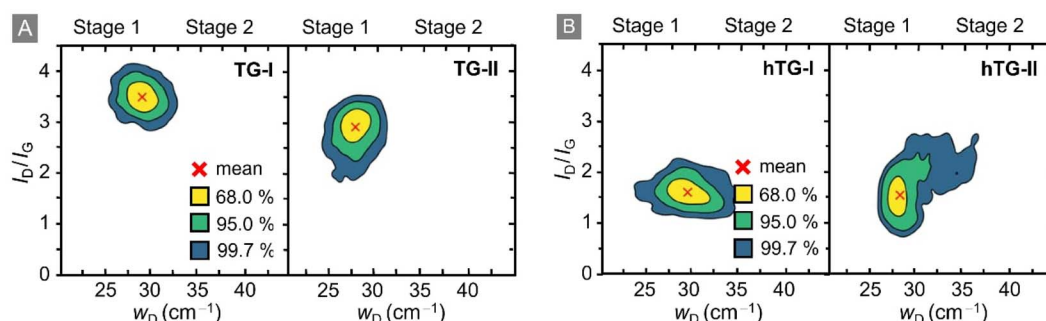 A
Stage 1 Stage 2 Stage 1 Stage 2
TG-I TG-II
4
3
2
1
0
I_D/I_G
mean
68.0 %
95.0 %
99.7 %
25 30 35 40 25 30 35 40
w_D (cm⁻¹) w_D (cm⁻¹)
B
Stage 1 Stage 2 Stage 1 Stage 2
hTG-I hTG-II
4
3
2
1
0
I_D/I_G
mean
68.0 %
95.0 %
99.7 %
25 30 35 40 25 30 35 40
w_D (cm⁻¹) w_D (cm⁻¹)